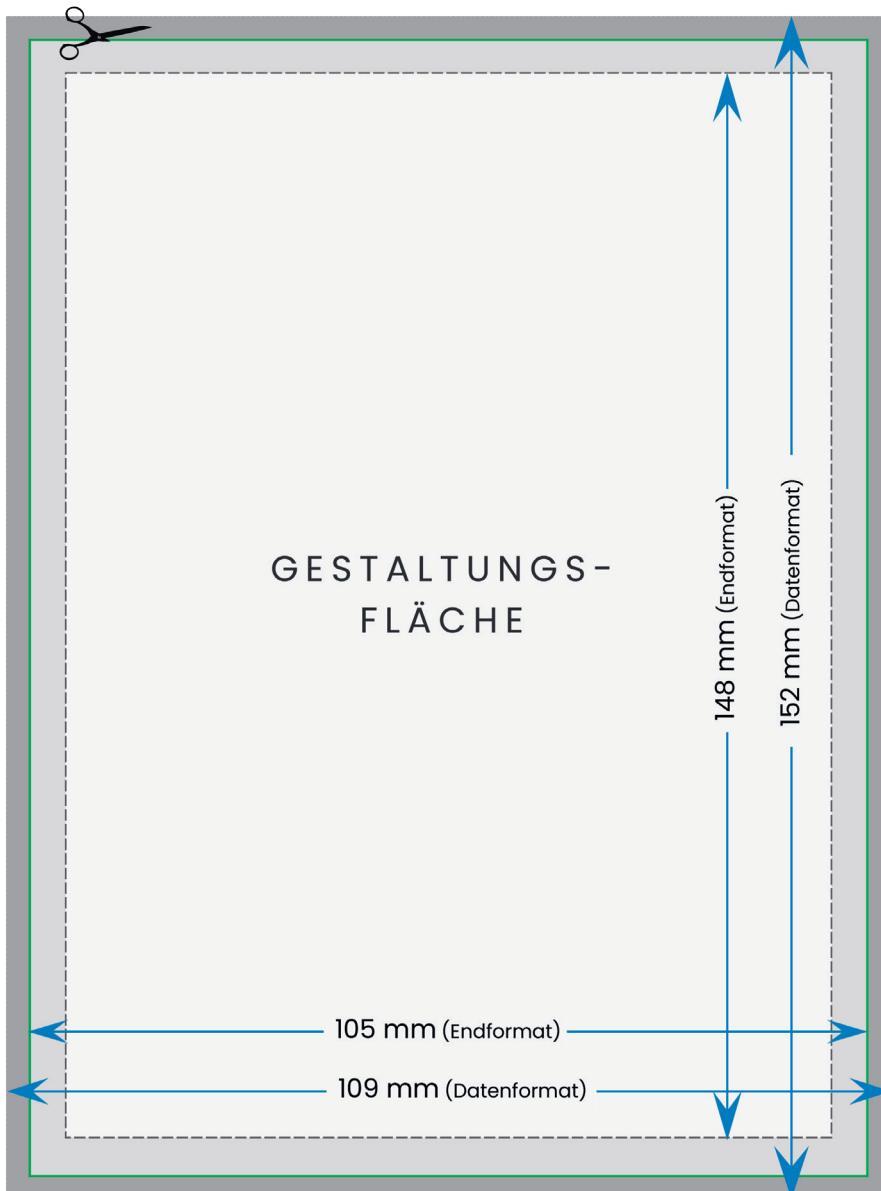 GESTALTUNGS-
FLÄCHE
148 mm (Endformat)
152 mm (Datenformat)
105 mm (Endformat)
109 mm (Datenformat)